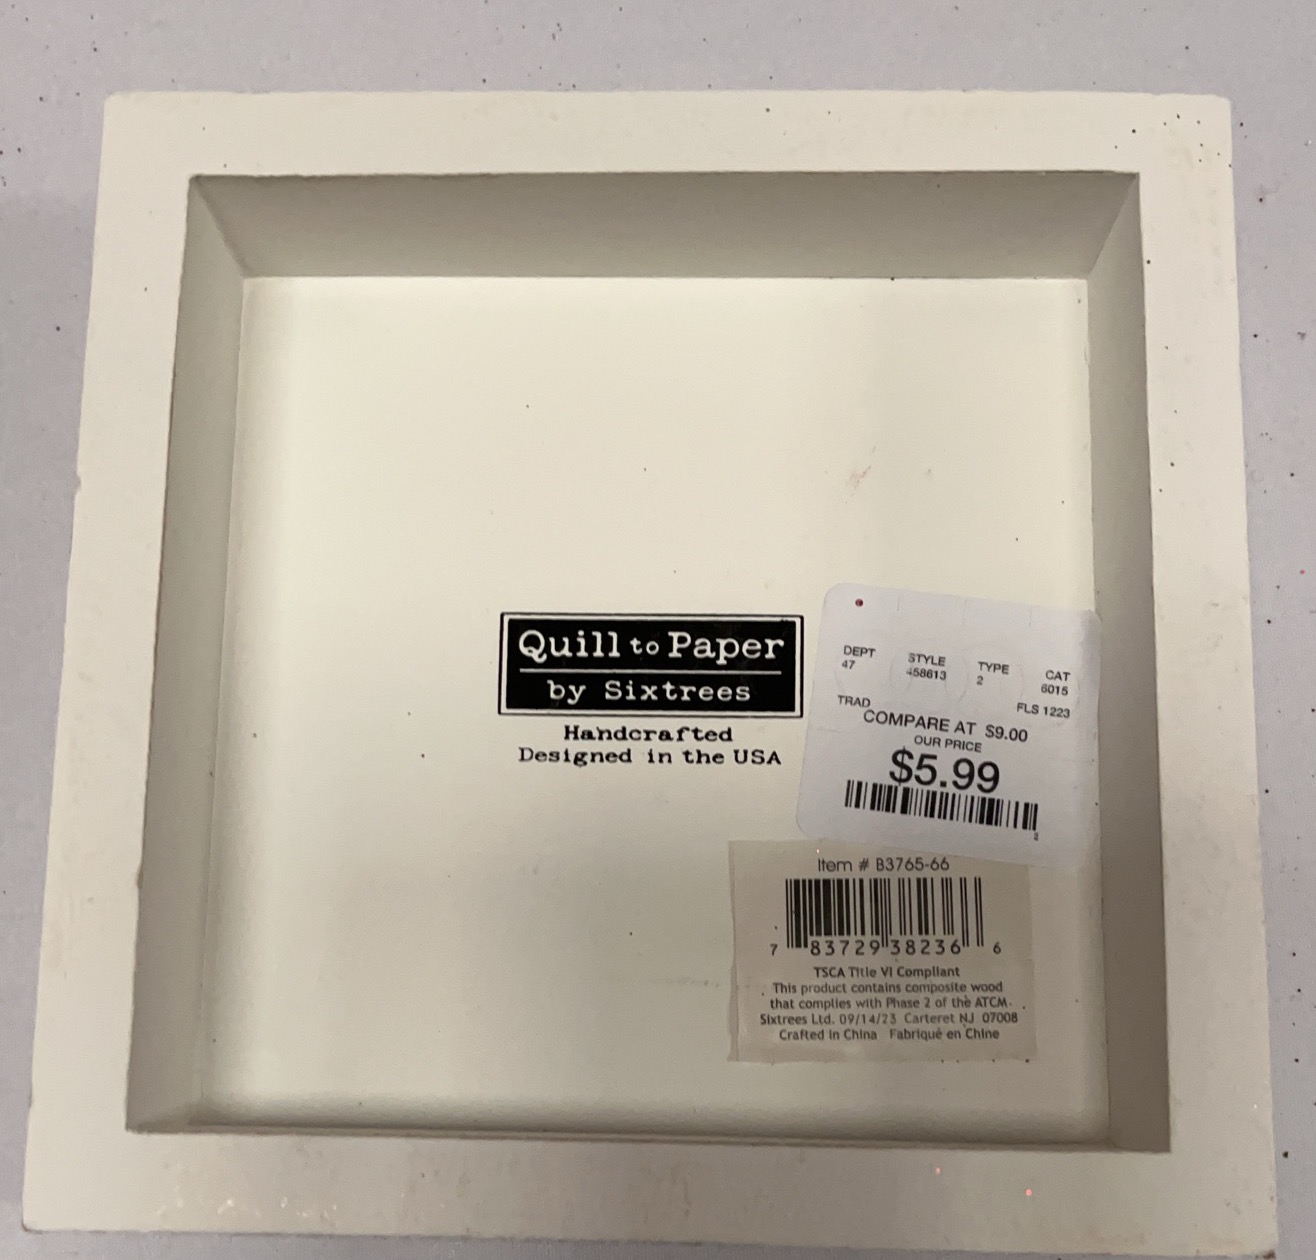 Quill to Paper
by Sixtrees
Handcrafted
Designed in the USA
DEPT STYLE TYPE CAT
47 458613 2 6015
TRAD FLS 1223
COMPARE AT $9.00
OUR PRICE
$5.99
2
Item # B3765-66
7 83729 38236 6
TSCA Title VI Compliant
This product contains composite wood
that complies with Phase 2 of the ATCM.
Sixtrees Ltd. 09/14/23 Carteret NJ 07008
Crafted in China Fabriqué en Chine